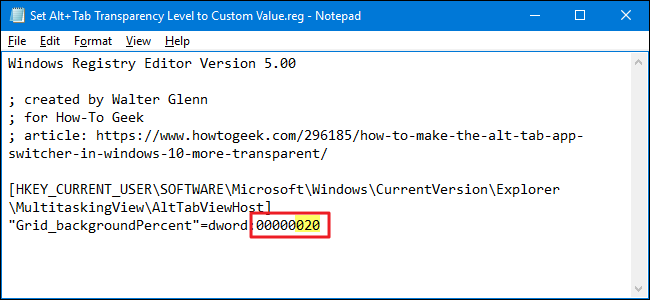 Set Alt+Tab Transparency Level to Custom Value.reg - Notepad
File Edit Format View Help
Windows Registry Editor Version 5.00
; created by Walter Glenn
; for How-To Geek
; article: https://www.howtogeek.com/296185/how-to-make-the-alt-tab-app-
switcher-in-windows-10-more-transparent/
[HKEY_CURRENT_USER\SOFTWARE\Microsoft\Windows\CurrentVersion\Explorer
\MultitaskingView\AltTabViewHost]
"Grid_backgroundPercent"=dword:00000020